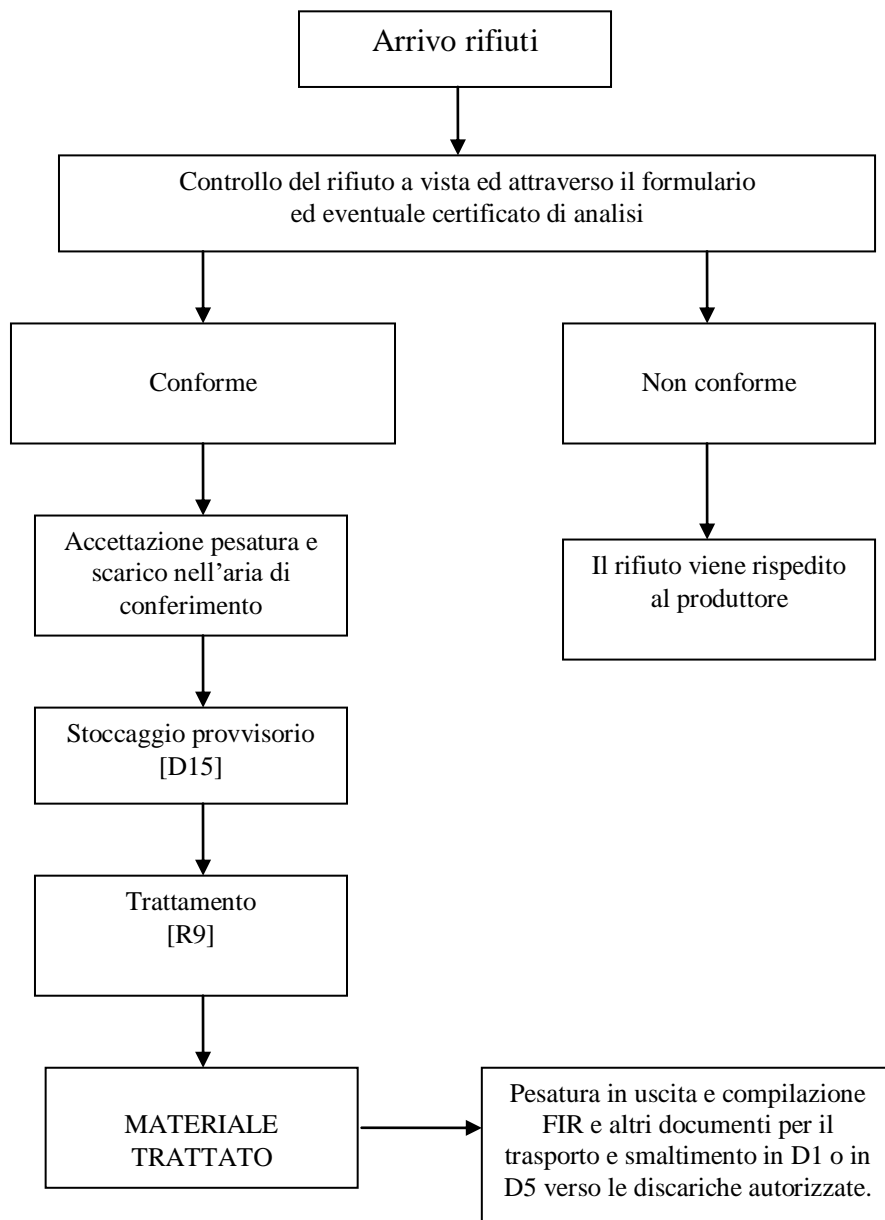 Arrivo rifiuti
Controllo del rifiuto a vista ed attraverso il formulario
ed eventuale certificato di analisi
Conforme
Non conforme
Accettazione pesatura e
scarico nell’aria di
conferimento
Il rifiuto viene rispedito
al produttore
Stoccaggio provvisorio
[D15]
Trattamento
[R9]
MATERIALE
TRATTATO
Pesatura in uscita e compilazione
FIR e altri documenti per il
trasporto e smaltimento in D1 o in
D5 verso le discariche autorizzate.